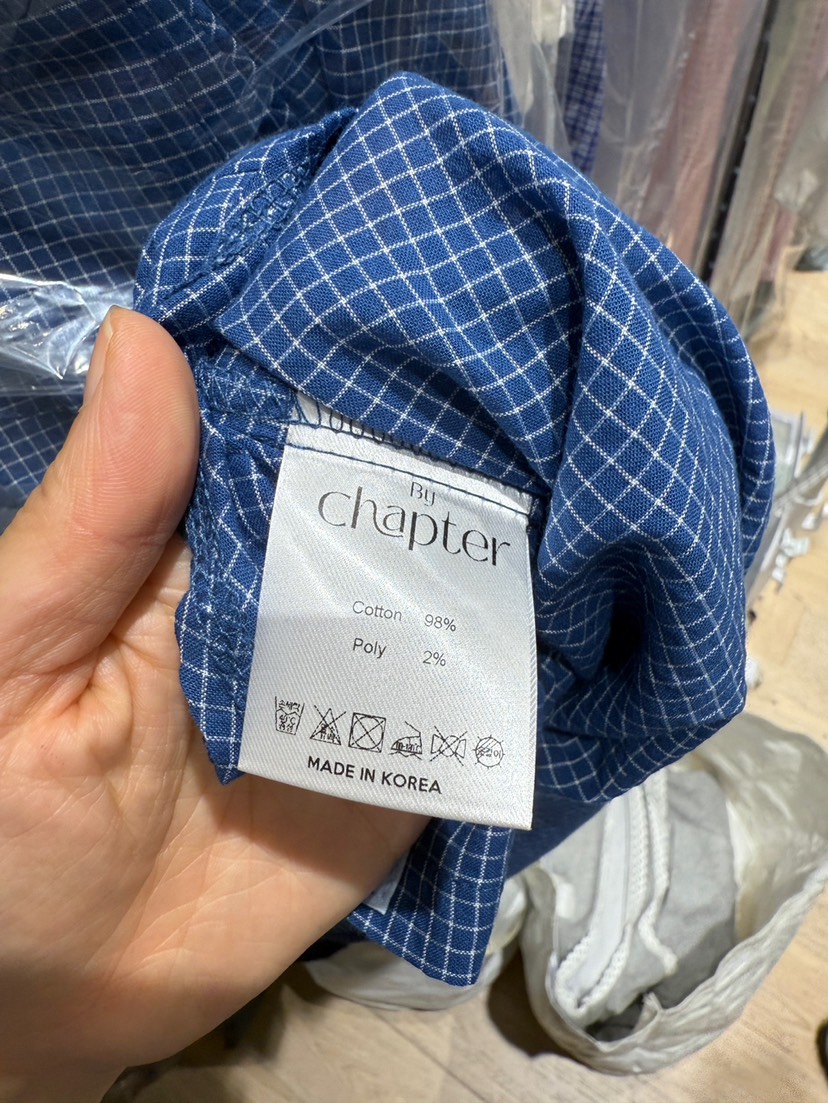 By
chapter
Cotton 98%
Poly 2%
MADE IN KOREA